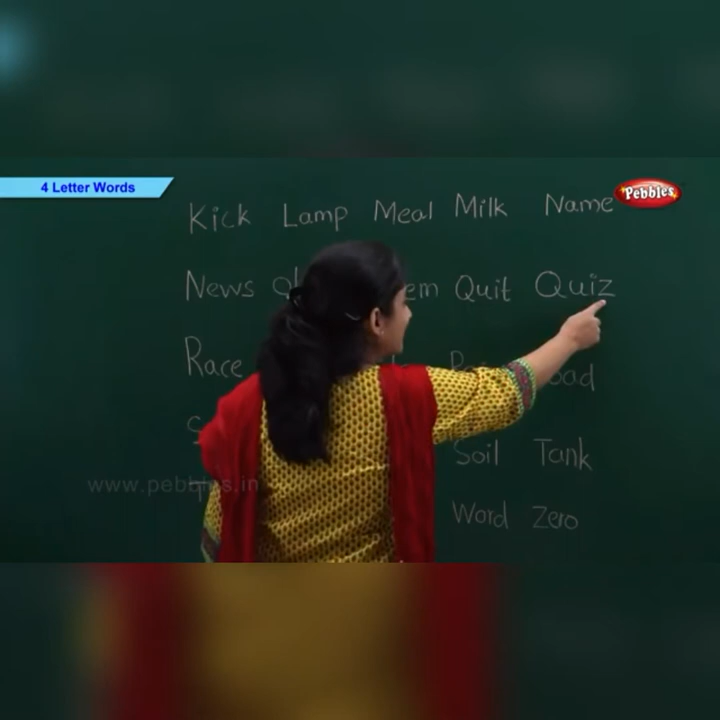 4 Letter Words
Pebbles
Kick Lamp Meal Milk Name
News Quit Quiz
Race
Soil Tank
www.pebbles.in
Word Zero